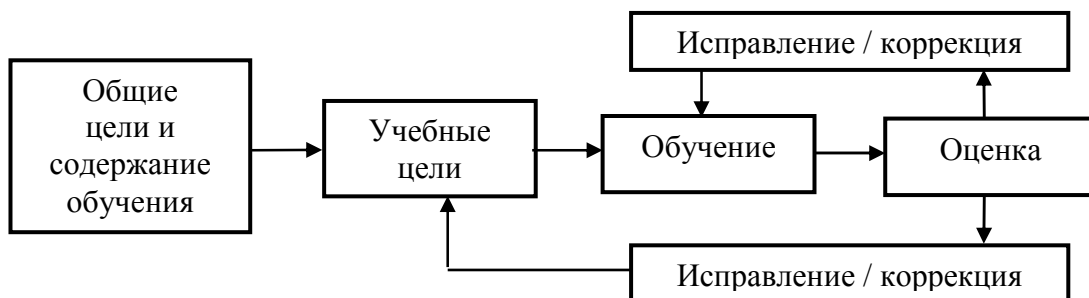 Исправление / коррекция
Общие
цели и
содержание
обучения
Учебные
цели
Обучение
Оценка
Исправление / коррекция